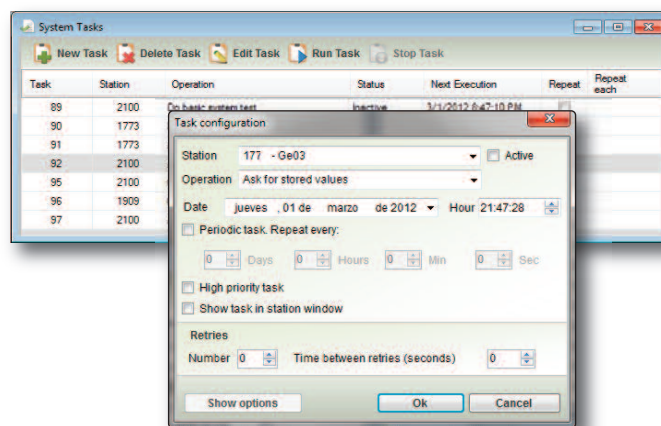 System Tasks
New Task Delete Task Edit Task Run Task Stop Task
Task Station Operation Status Next Execution Repeat Repeat each
89 2100 Do basic system test Inactive 3/1/2012 8:47:10 PM
90 1773
91 1773
92 2100
95 2100
96 1909
97 2100
Task configuration
Station 177 - Ge03 Active
Operation Ask for stored values
Date jueves , 01 de marzo de 2012 Hour 21:47:28
Periodic task. Repeat every:
0 Days 0 Hours 0 Min 0 Sec
High priority task
Show task in station window
Retries
Number 0 Time between retries (seconds) 0
Show options Ok Cancel